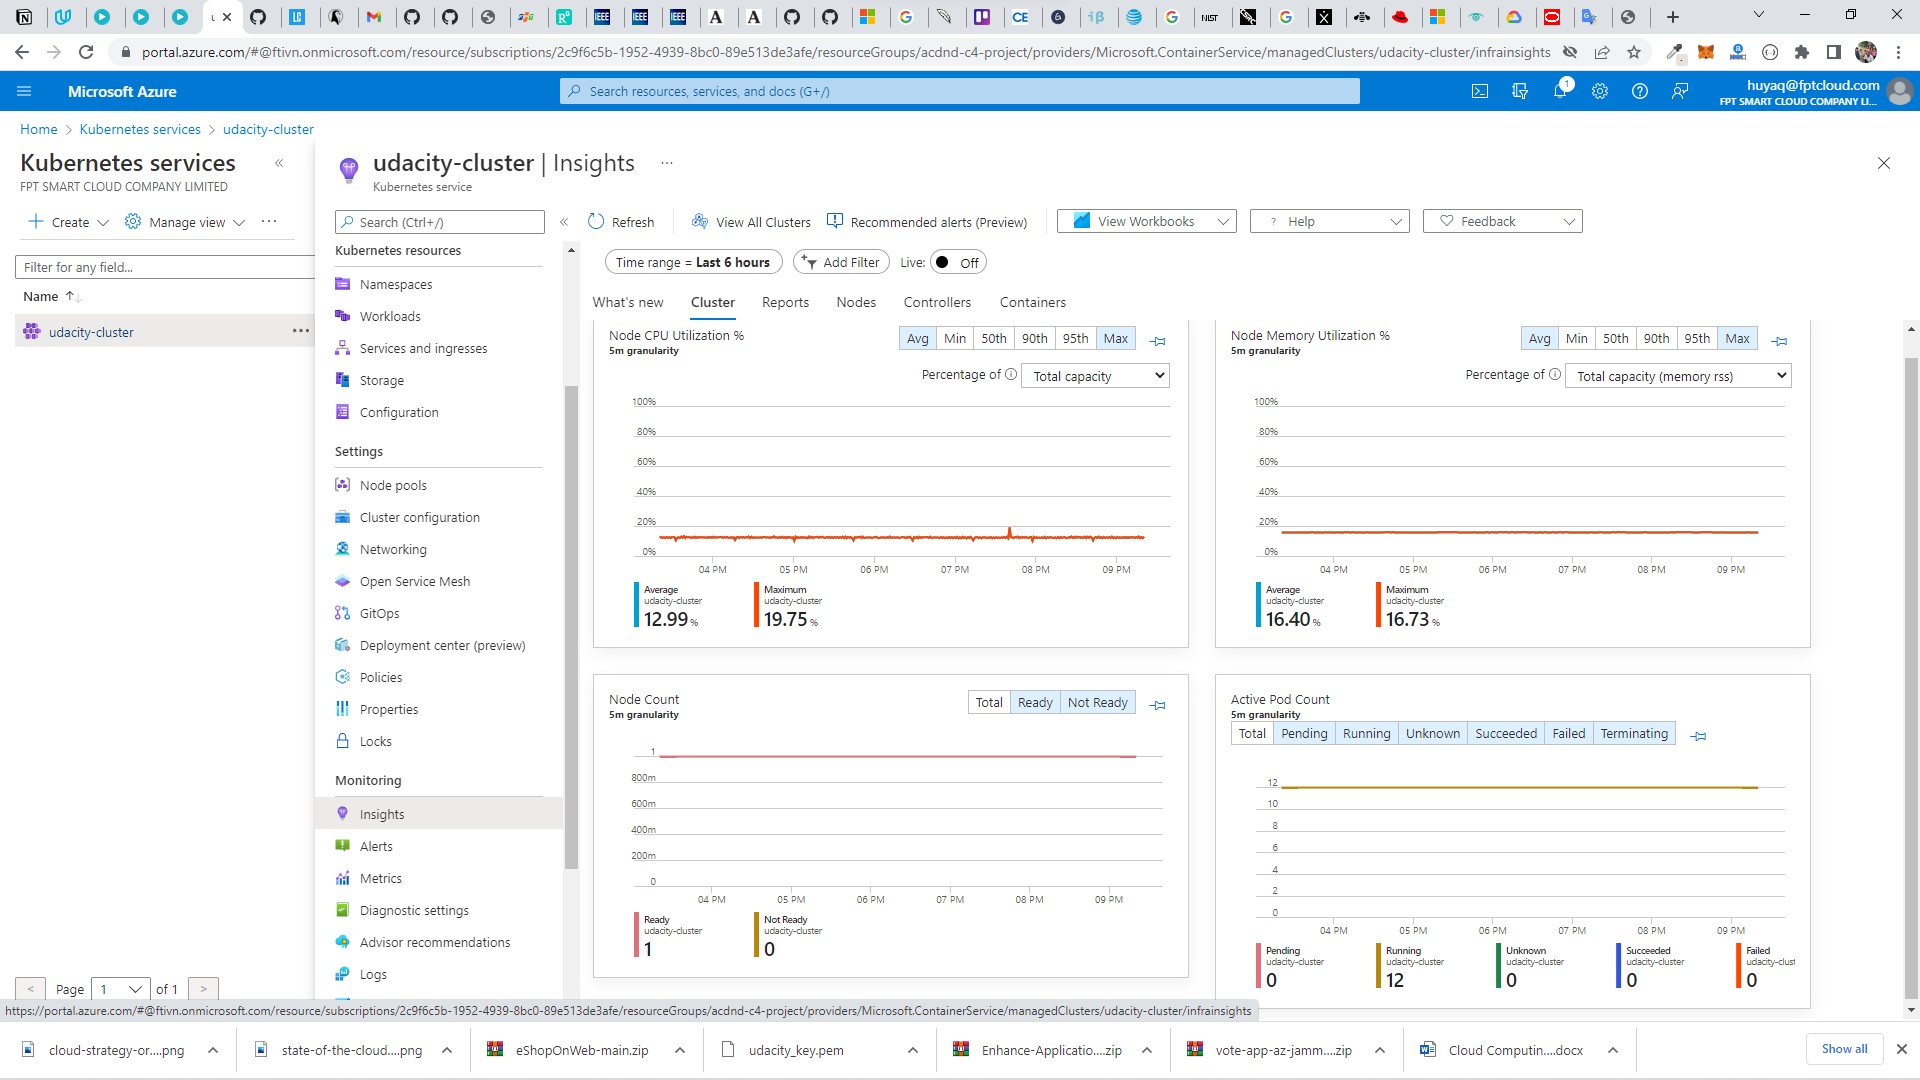 portal.azure.com/#@ftivn.onmicrosoft.com/resource/subscriptions/2c9f6c5b-1952-4939-8bc0-89e513de3afe/resourceGroups/acdnd-c4-project/providers/Microsoft.ContainerService/managedClusters/udacity-cluster/infrainsights
Microsoft Azure
Search resources, services, and docs (G+/)
1
huyaq@fptcloud.com
FPT SMART CLOUD COMPANY LI...
Home > Kubernetes services > udacity-cluster
Kubernetes services
FPT SMART CLOUD COMPANY LIMITED
Create
Manage view
Filter for any field...
Name
udacity-cluster
Page 1 of 1
udacity-cluster | Insights
Kubernetes service
Search (Ctrl+/)
Kubernetes resources
Namespaces
Workloads
Services and ingresses
Storage
Configuration
Settings
Node pools
Cluster configuration
Networking
Open Service Mesh
GitOps
Deployment center (preview)
Policies
Properties
Locks
Monitoring
Insights
Alerts
Metrics
Diagnostic settings
Advisor recommendations
Logs
Refresh
View All Clusters
Recommended alerts (Preview)
View Workbooks
? Help
Feedback
Time range = Last 6 hours
Add Filter
Live: Off
What's new Cluster Reports Nodes Controllers Containers
Node CPU Utilization %
5m granularity
Avg Min 50th 90th 95th Max
Percentage of Total capacity
100%
80%
60%
40%
20%
0%
04 PM 05 PM 06 PM 07 PM 08 PM 09 PM
Average
udacity-cluster
12.99 %
Maximum
udacity-cluster
19.75 %
Node Memory Utilization %
5m granularity
Avg Min 50th 90th 95th Max
Percentage of Total capacity (memory rss)
100%
80%
60%
40%
20%
0%
04 PM 05 PM 06 PM 07 PM 08 PM 09 PM
Average
udacity-cluster
16.40 %
Maximum
udacity-cluster
16.73 %
Node Count
5m granularity
Total Ready Not Ready
1
800m
600m
400m
200m
0
04 PM 05 PM 06 PM 07 PM 08 PM 09 PM
Ready
udacity-cluster
1
Not Ready
udacity-cluster
0
Active Pod Count
5m granularity
Total Pending Running Unknown Succeeded Failed Terminating
12
10
8
6
4
2
0
04 PM 05 PM 06 PM 07 PM 08 PM 09 PM
Pending
udacity-cluster
0
Running
udacity-cluster
12
Unknown
udacity-cluster
0
Succeeded
udacity-cluster
0
Failed
udacity-clust
0
https://portal.azure.com/#@ftivn.onmicrosoft.com/resource/subscriptions/2c9f6c5b-1952-4939-8bc0-89e513de3afe/resourceGroups/acdnd-c4-project/providers/Microsoft.ContainerService/managedClusters/udacity-cluster/infrainsights
cloud-strategy-or....png
state-of-the-cloud....png
eShopOnWeb-main.zip
udacity_key.pem
Enhance-Applicatio....zip
vote-app-az-jamm....zip
Cloud Computin....docx
Show all